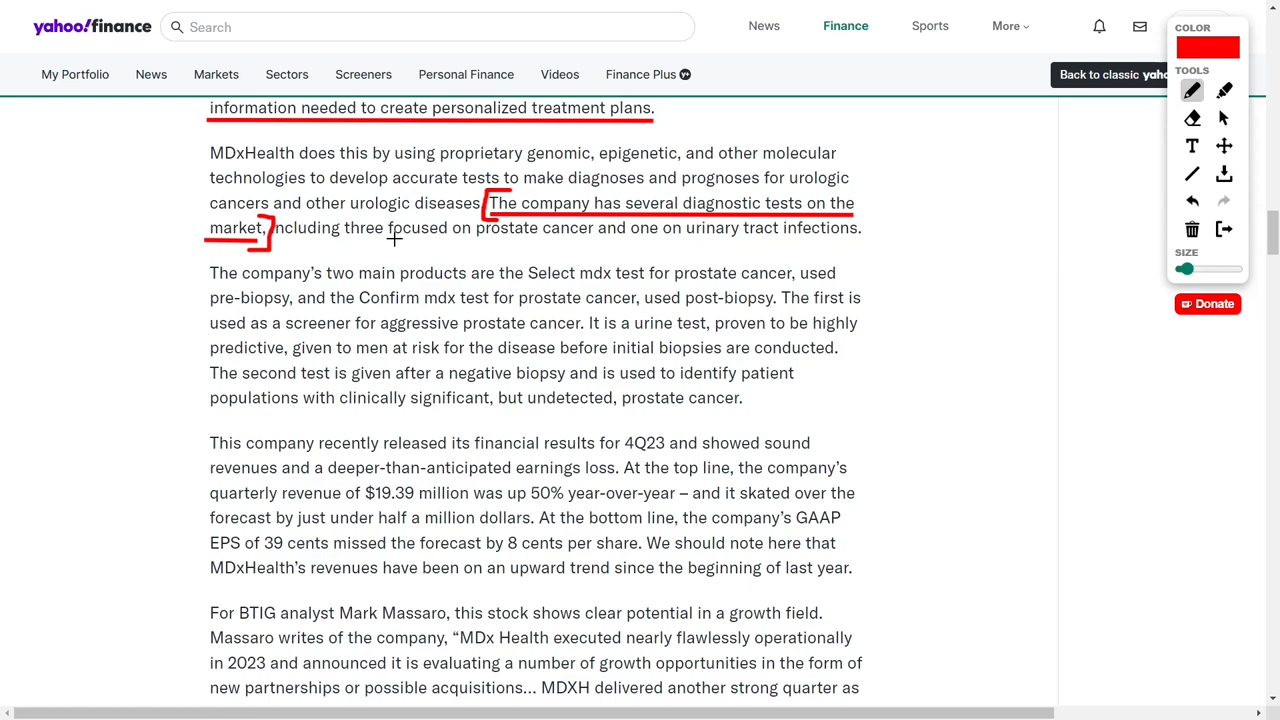 yahoo!finance
Search
News
Finance
Sports
More
COLOR
TOOLS
T
SIZE
Donate
My Portfolio
News
Markets
Sectors
Screeners
Personal Finance
Videos
Finance Plus
Back to classic yaho
information needed to create personalized treatment plans.
MDxHealth does this by using proprietary genomic, epigenetic, and other molecular
technologies to develop accurate tests to make diagnoses and prognoses for urologic
cancers and other urologic diseases. The company has several diagnostic tests on the
market, including three focused on prostate cancer and one on urinary tract infections.
The company's two main products are the Select mdx test for prostate cancer, used
pre-biopsy, and the Confirm mdx test for prostate cancer, used post-biopsy. The first is
used as a screener for aggressive prostate cancer. It is a urine test, proven to be highly
predictive, given to men at risk for the disease before initial biopsies are conducted.
The second test is given after a negative biopsy and is used to identify patient
populations with clinically significant, but undetected, prostate cancer.
This company recently released its financial results for 4Q23 and showed sound
revenues and a deeper-than-anticipated earnings loss. At the top line, the company's
quarterly revenue of $19.39 million was up 50% year-over-year – and it skated over the
forecast by just under half a million dollars. At the bottom line, the company's GAAP
EPS of 39 cents missed the forecast by 8 cents per share. We should note here that
MDxHealth's revenues have been on an upward trend since the beginning of last year.
For BTIG analyst Mark Massaro, this stock shows clear potential in a growth field.
Massaro writes of the company, “MDx Health executed nearly flawlessly operationally
in 2023 and announced it is evaluating a number of growth opportunities in the form of
new partnerships or possible acquisitions… MDXH delivered another strong quarter as